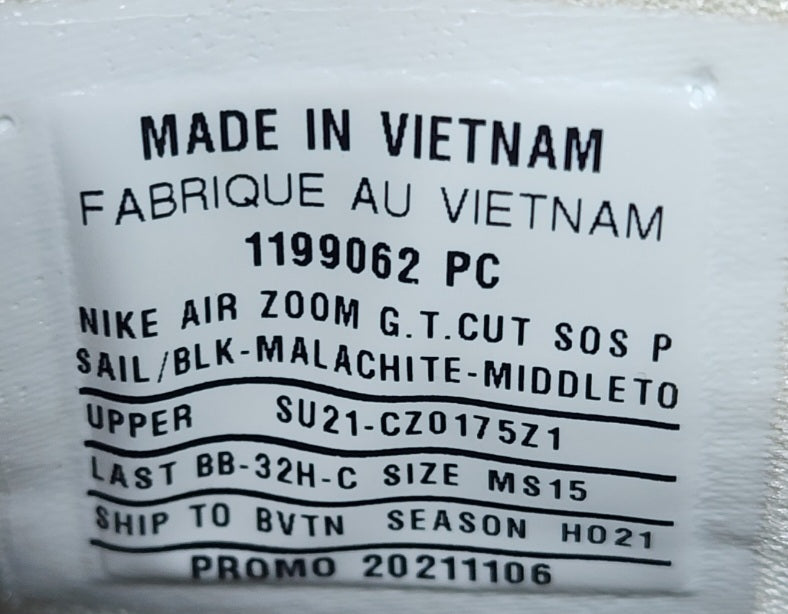 MADE IN VIETNAM
FABRIQUE AU VIETNAM
1199062 PC
NIKE AIR ZOOM G.T.CUT SOS P
SAIL/BLK-MALACHITE-MIDDLETO
UPPER SU21-CZ0175Z1
LAST BB-32H-C SIZE MS15
SHIP TO BVTN SEASON HO21
PROMO 20211106